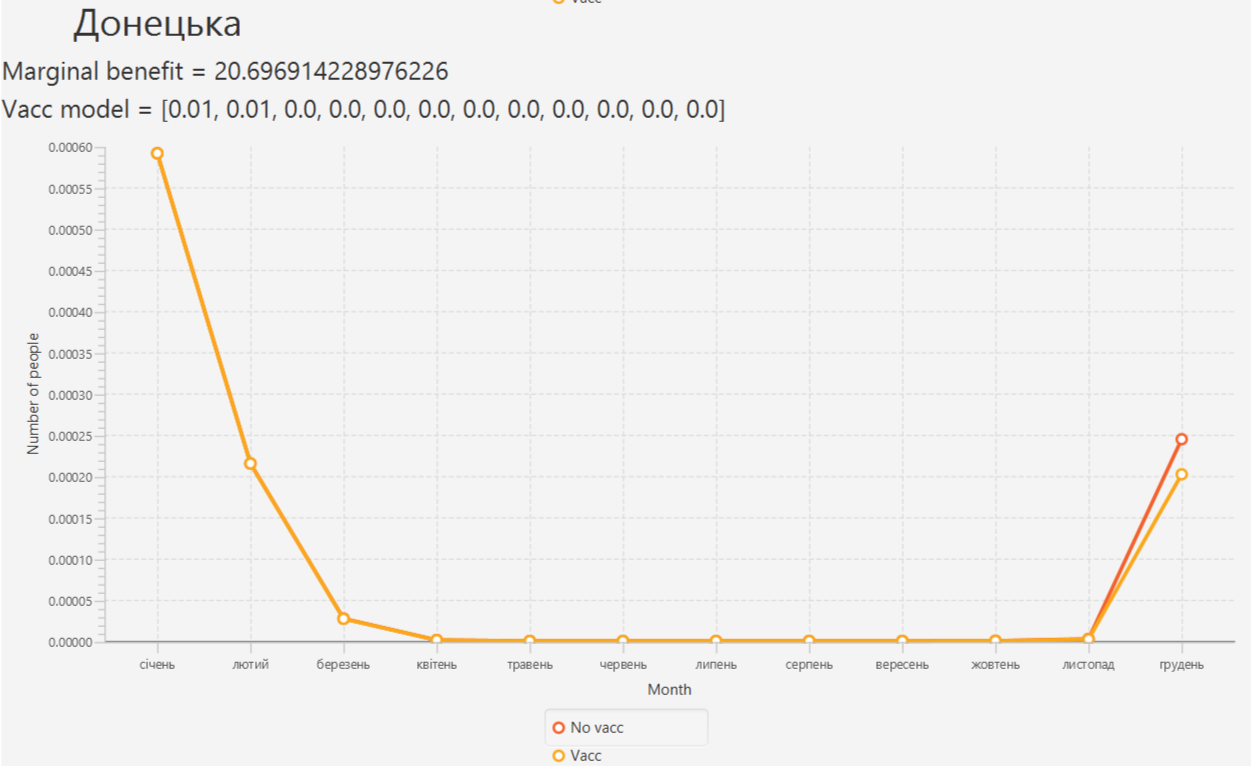 Vacc
Донецька
Marginal benefit = 20.696914228976226
Vacc model = [0.01, 0.01, 0.0, 0.0, 0.0, 0.0, 0.0, 0.0, 0.0, 0.0, 0.0, 0.0]
0.00060
0.00055
0.00050
0.00045
0.00040
0.00035
0.00030
0.00025
0.00020
0.00015
0.00010
0.00005
0.00000
Number of people
січень лютий березень квітень травень червень липень серпень вересень жовтень листопад грудень
Month
No vacc
Vacc